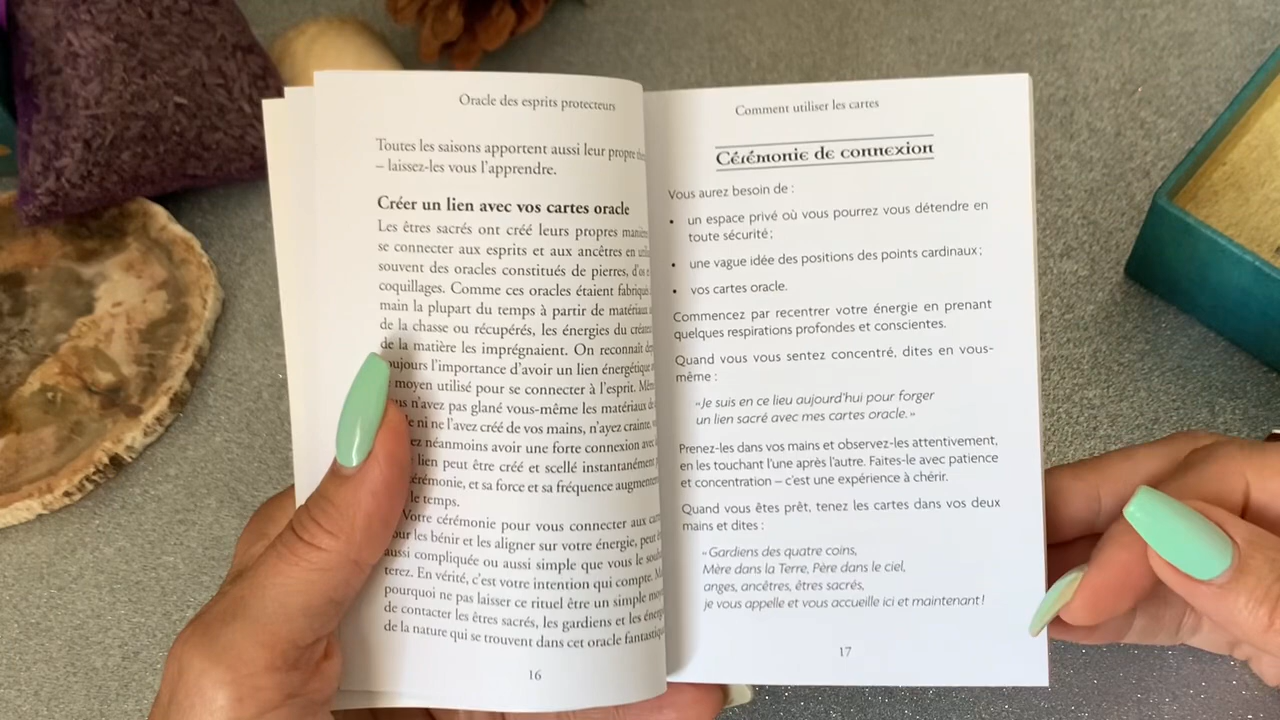 Oracle des esprits protecteurs
Toutes les saisons apportent aussi leur propre
– laissez-les vous l'apprendre.
Créer un lien avec vos cartes oracle
Les êtres sacrés ont créé leurs propres
se connecter aux esprits et aux ancêtres en
souvent des oracles constitués de pierres, d'os
coquillages. Comme ces oracles étaient
main la plupart du temps à partir de matériaux
de la chasse ou récupérés, les énergies du
de la matière les imprégnaient. On reconnaît
toujours l'importance d'avoir un lien énergétique
moyen utilisé pour se connecter à l'esprit.
n'avez pas glané vous-même les matériaux
ni ne l'avez créé de vos mains, n'ayez crainte,
néanmoins avoir une forte connexion avec
lien peut être créé et scellé instantanément
et sa force et sa fréquence
le temps.
Votre cérémonie pour vous connecter aux
pour les bénir et les aligner sur votre énergie, peut
aussi compliquée ou aussi simple que vous le
terez. En vérité, c'est votre intention qui compte.
pourquoi ne pas laisser ce rituel être un simple
de contacter les êtres sacrés, les gardiens et les
de la nature qui se trouvent dans cet oracle
16
Comment utiliser les cartes
Cérémonie de connexion
Vous aurez besoin de :
• un espace privé où vous pourrez vous détendre en
toute sécurité ;
• une vague idée des positions des points cardinaux ;
• vos cartes oracle.
Commencez par recentrer votre énergie en prenant
quelques respirations profondes et conscientes.
Quand vous vous sentez concentré, dites en vous-
même :
« Je suis en ce lieu aujourd'hui pour forger
un lien sacré avec mes cartes oracle. »
Prenez-les dans vos mains et observez-les attentivement,
en les touchant l'une après l'autre. Faites-le avec patience
et concentration – c'est une expérience à chérir.
Quand vous êtes prêt, tenez les cartes dans vos deux
mains et dites :
« Gardiens des quatre coins,
Mère dans la Terre, Père dans le ciel,
anges, ancêtres, êtres sacrés,
je vous appelle et vous accueille ici et maintenant !
17